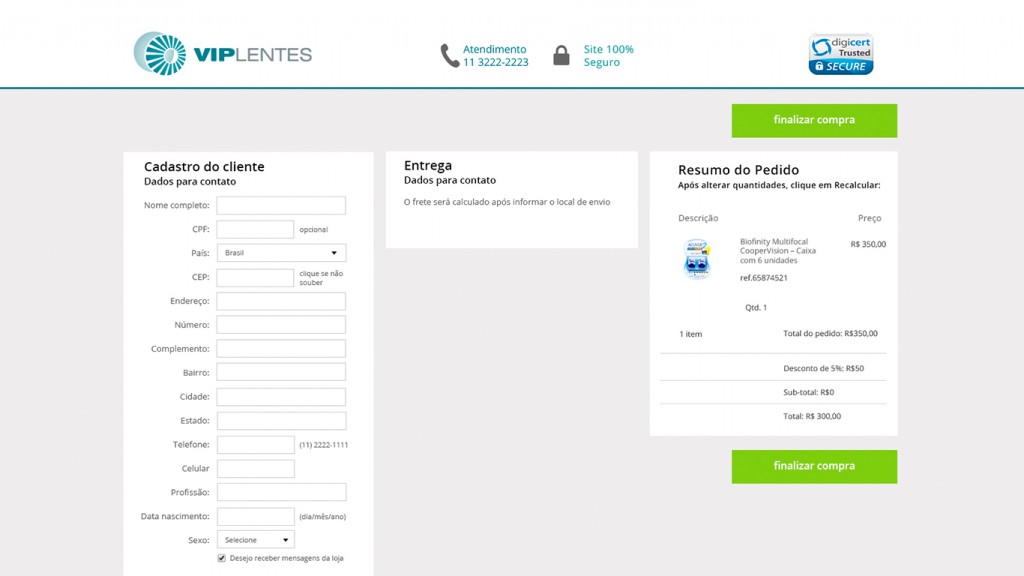 VIPLENTES
Atendimento
11 3222-2223
Site 100%
Seguro
digicert
Trusted
SECURE
finalizar compra
Cadastro do cliente
Dados para contato
Nome completo:
CPF: opcional
País: Brasil
CEP: clique se não
souber
Endereço:
Número:
Complemento:
Bairro:
Cidade:
Estado:
Telefone: (11) 2222-1111
Celular
Profissão:
Data nascimento: (dia/mês/ano)
Sexo: Selecione
Desejo receber mensagens da loja
Entrega
Dados para contato
O frete será calculado após informar o local de envio
Resumo do Pedido
Após alterar quantidades, clique em Recalcular:
Descrição Preço
Biofinity Multifocal
CooperVision – Caixa
com 6 unidades
R$ 350,00
ref.65874521
Qtd. 1
1 item Total do pedido: R$350,00
Desconto de 5%: R$50
Sub-total: R$0
Total: R$ 300,00
finalizar compra